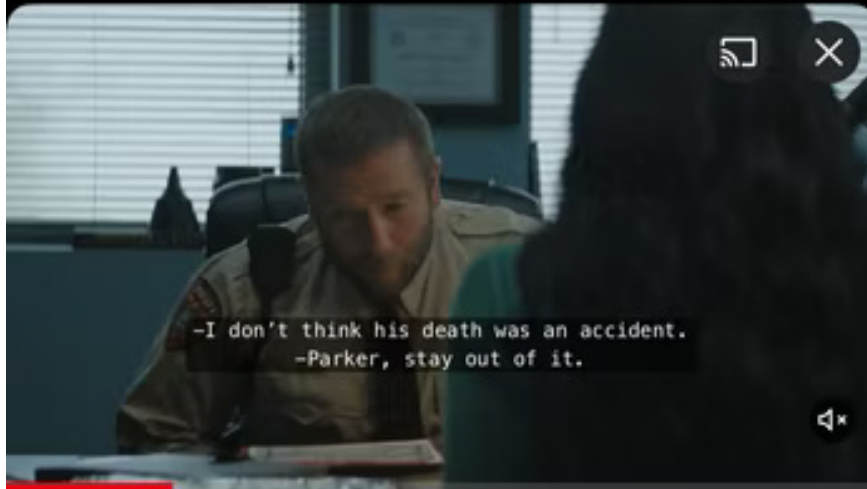 -I don't think his death was an accident.
-Parker, stay out of it.